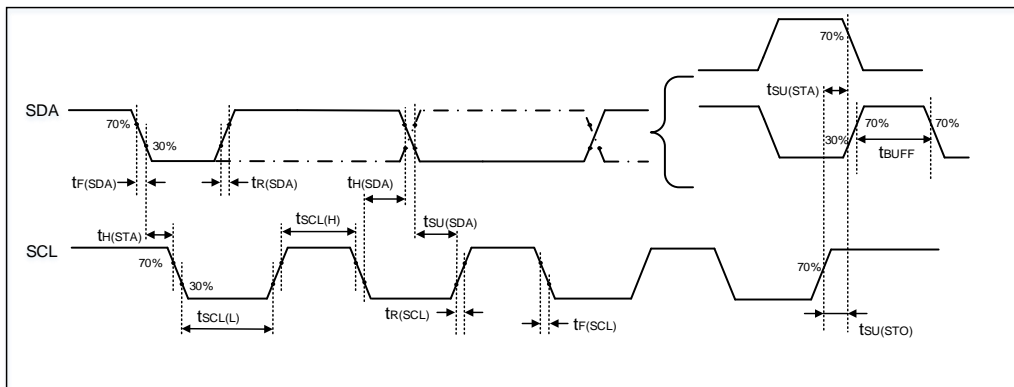 70%
tSU(STA)
SDA
70%
30%
30%
70%
70%
tBUFF
tF(SDA)
tR(SDA)
tH(SDA)
tSCL(H)
tSU(SDA)
tH(STA)
SCL
70%
30%
70%
tSCL(L)
tR(SCL)
tF(SCL)
tSU(STO)